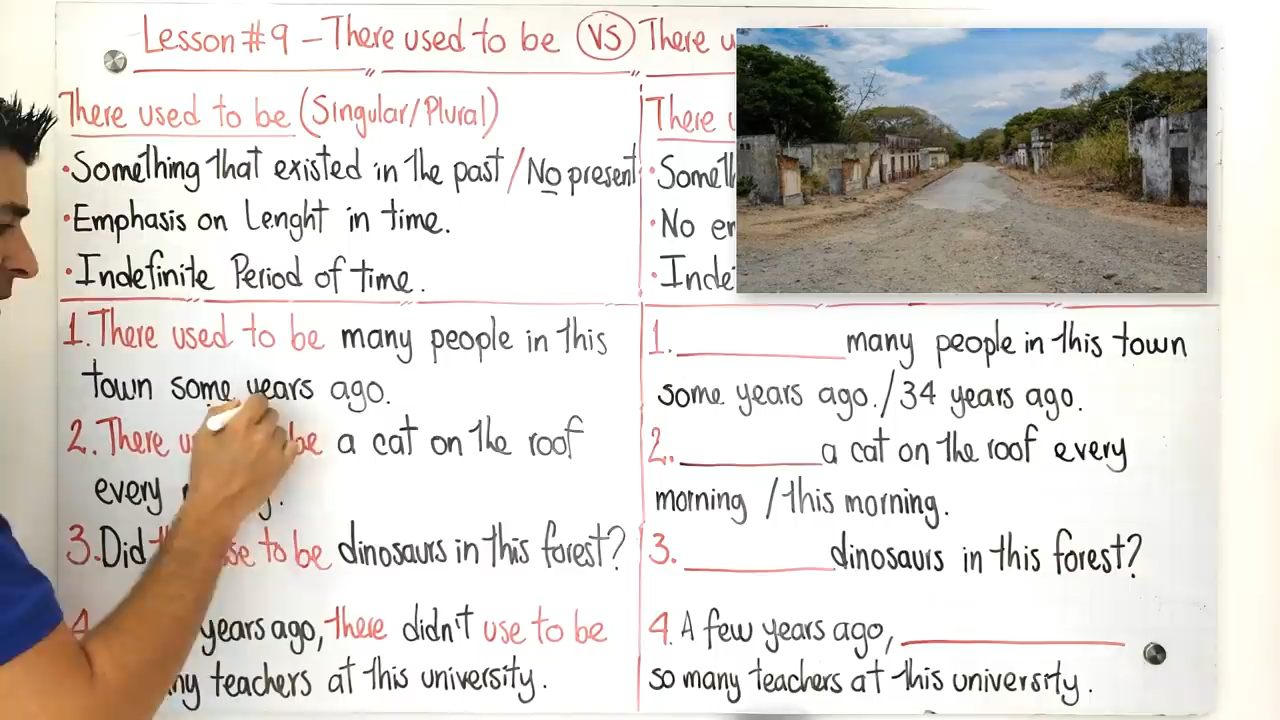 Lesson #9 – There used to be VS There
There used to be (Singular/Plural)
• Something that existed in the past / No present
• Emphasis on Lenght in time.
• Indefinite Period of time.
1. There used to be many people in this
town some years ago.
2. There be a cat on the roof
every
3. Did use to be dinosaurs in this forest?
years ago, there didn't use to be
teachers at this university.
There
•
• No
•
1. ________ many people in this town
some years ago. / 34 years ago.
2. ________ a cat on the roof every
morning / this morning.
3. ________ dinosaurs in this forest?
4. A few years ago, ________
so many teachers at this university.